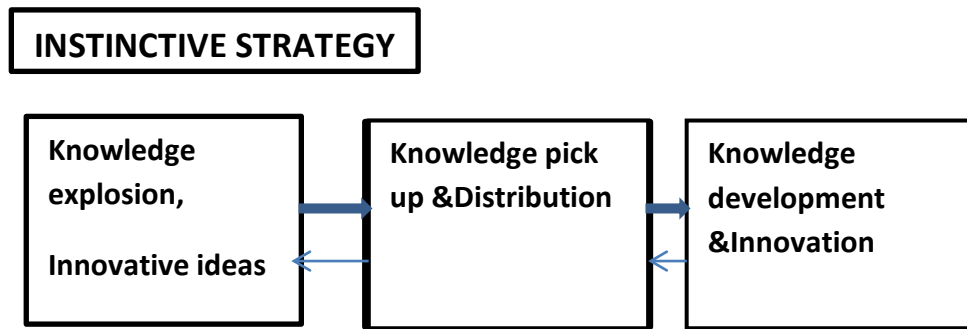 INSTINCTIVE STRATEGY
Knowledge
explosion,
Innovative ideas
Knowledge pick
up &Distribution
Knowledge
development
&Innovation